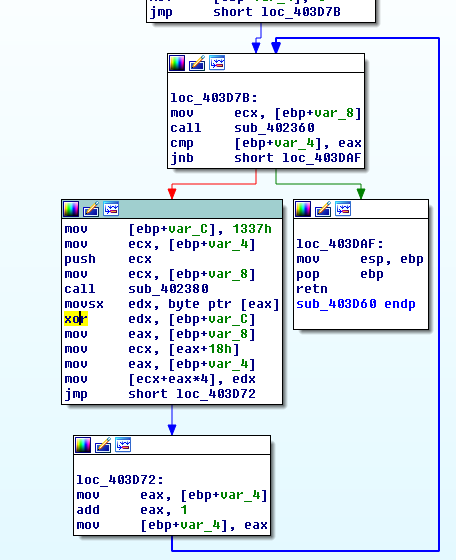 jmp short loc_403D7B
loc_403D7B:
mov ecx, [ebp+var_8]
call sub_402360
cmp [ebp+var_4], eax
jnb short loc_403DAF
mov [ebp+var_C], 1337h
mov ecx, [ebp+var_4]
push ecx
mov ecx, [ebp+var_8]
call sub_402380
movsx edx, byte ptr [eax]
xor edx, [ebp+var_C]
mov eax, [ebp+var_8]
mov ecx, [eax+18h]
mov eax, [ebp+var_4]
mov [ecx+eax*4], edx
jmp short loc_403D72
loc_403DAF:
mov esp, ebp
pop ebp
retn
sub_403D60 endp
loc_403D72:
mov eax, [ebp+var_4]
add eax, 1
mov [ebp+var_4], eax